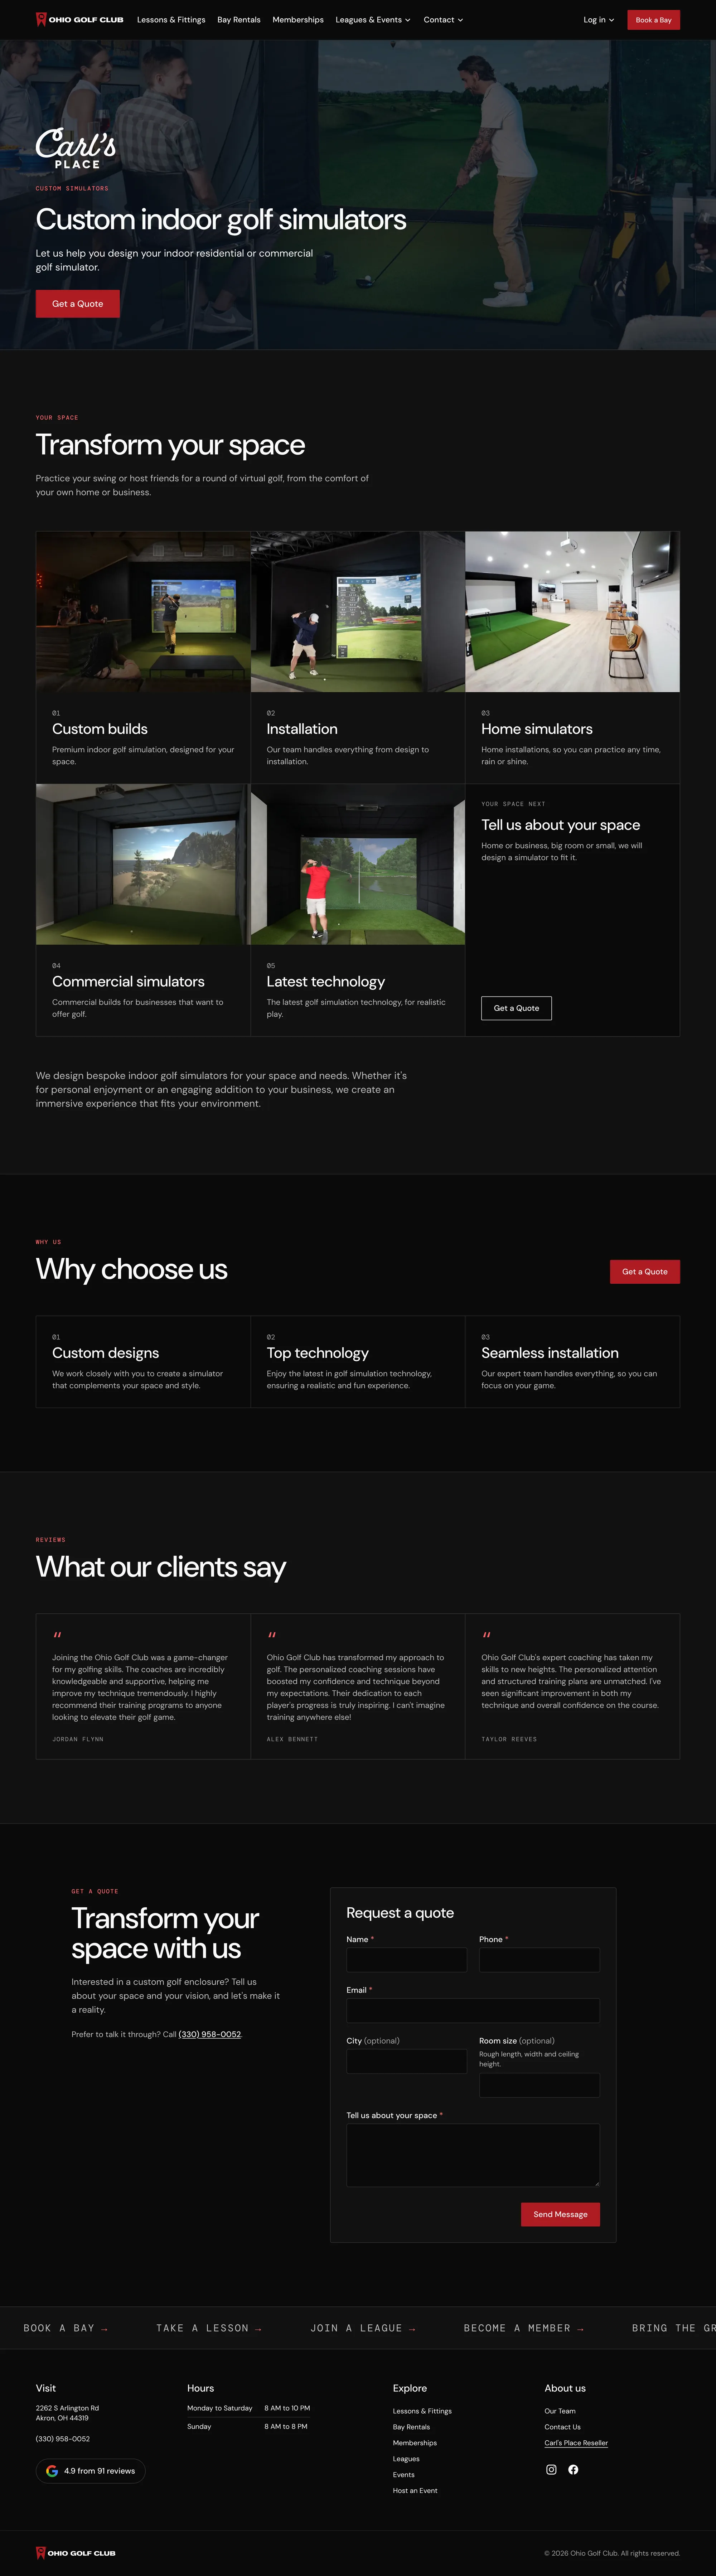 OHIO GOLF CLUB
Lessons & Fittings
Bay Rentals
Memberships
Leagues & Events
Contact
Log in
Book a Bay
Carl's
PLACE
CUSTOM SIMULATORS
Custom indoor golf simulators
Let us help you design your indoor residential or commercial
golf simulator.
Get a Quote
YOUR SPACE
Transform your space
Practice your swing or host friends for a round of virtual golf, from the comfort of
your own home or business.
01
Custom builds
Premium indoor golf simulation, designed for your
space.
02
Installation
Our team handles everything from design to
installation.
03
Home simulators
Home installations, so you can practice any time,
rain or shine.
04
Commercial simulators
Commercial builds for businesses that want to
offer golf.
05
Latest technology
The latest golf simulation technology, for realistic
play.
YOUR SPACE NEXT
Tell us about your space
Home or business, big room or small, we will
design a simulator to fit it.
Get a Quote
We design bespoke indoor golf simulators for your space and needs. Whether it's
for personal enjoyment or an engaging addition to your business, we create an
immersive experience that fits your environment.
WHY US
Why choose us
Get a Quote
01
Custom designs
We work closely with you to create a simulator
that complements your space and style.
02
Top technology
Enjoy the latest in golf simulation technology,
ensuring a realistic and fun experience.
03
Seamless installation
Our expert team handles everything, so you can
focus on your game.
REVIEWS
What our clients say
“
Joining the Ohio Golf Club was a game-changer
for my golfing skills. The coaches are incredibly
knowledgeable and supportive, helping me
improve my technique tremendously. I highly
recommend their training programs to anyone
looking to elevate their golf game.
JORDAN FLYNN
“
Ohio Golf Club has transformed my approach to
golf. The personalized coaching sessions have
boosted my confidence and technique beyond
my expectations. Their dedication to each
player's progress is truly inspiring. I can't imagine
training anywhere else!
ALEX BENNETT
“
Ohio Golf Club's expert coaching has taken my
skills to new heights. The personalized attention
and structured training plans are unmatched. I've
seen significant improvement in both my
technique and overall confidence on the course.
TAYLOR REEVES
GET A QUOTE
Transform your
space with us
Interested in a custom golf enclosure? Tell us
about your space and your vision, and let's make it
a reality.
Prefer to talk it through? Call (330) 958-0052.
Request a quote
Name *
Phone *
Email *
City (optional)
Room size (optional)
Rough length, width and ceiling
height.
Tell us about your space *
Send Message
BOOK A BAY →
TAKE A LESSON →
JOIN A LEAGUE →
BECOME A MEMBER →
BRING THE GR
Visit
2262 S Arlington Rd
Akron, OH 44319
(330) 958-0052
4.9 from 91 reviews
Hours
Monday to Saturday 8 AM to 10 PM
Sunday 8 AM to 8 PM
Explore
Lessons & Fittings
Bay Rentals
Memberships
Leagues
Events
Host an Event
About us
Our Team
Contact Us
Carl's Place Reseller
OHIO GOLF CLUB
© 2026 Ohio Golf Club. All rights reserved.